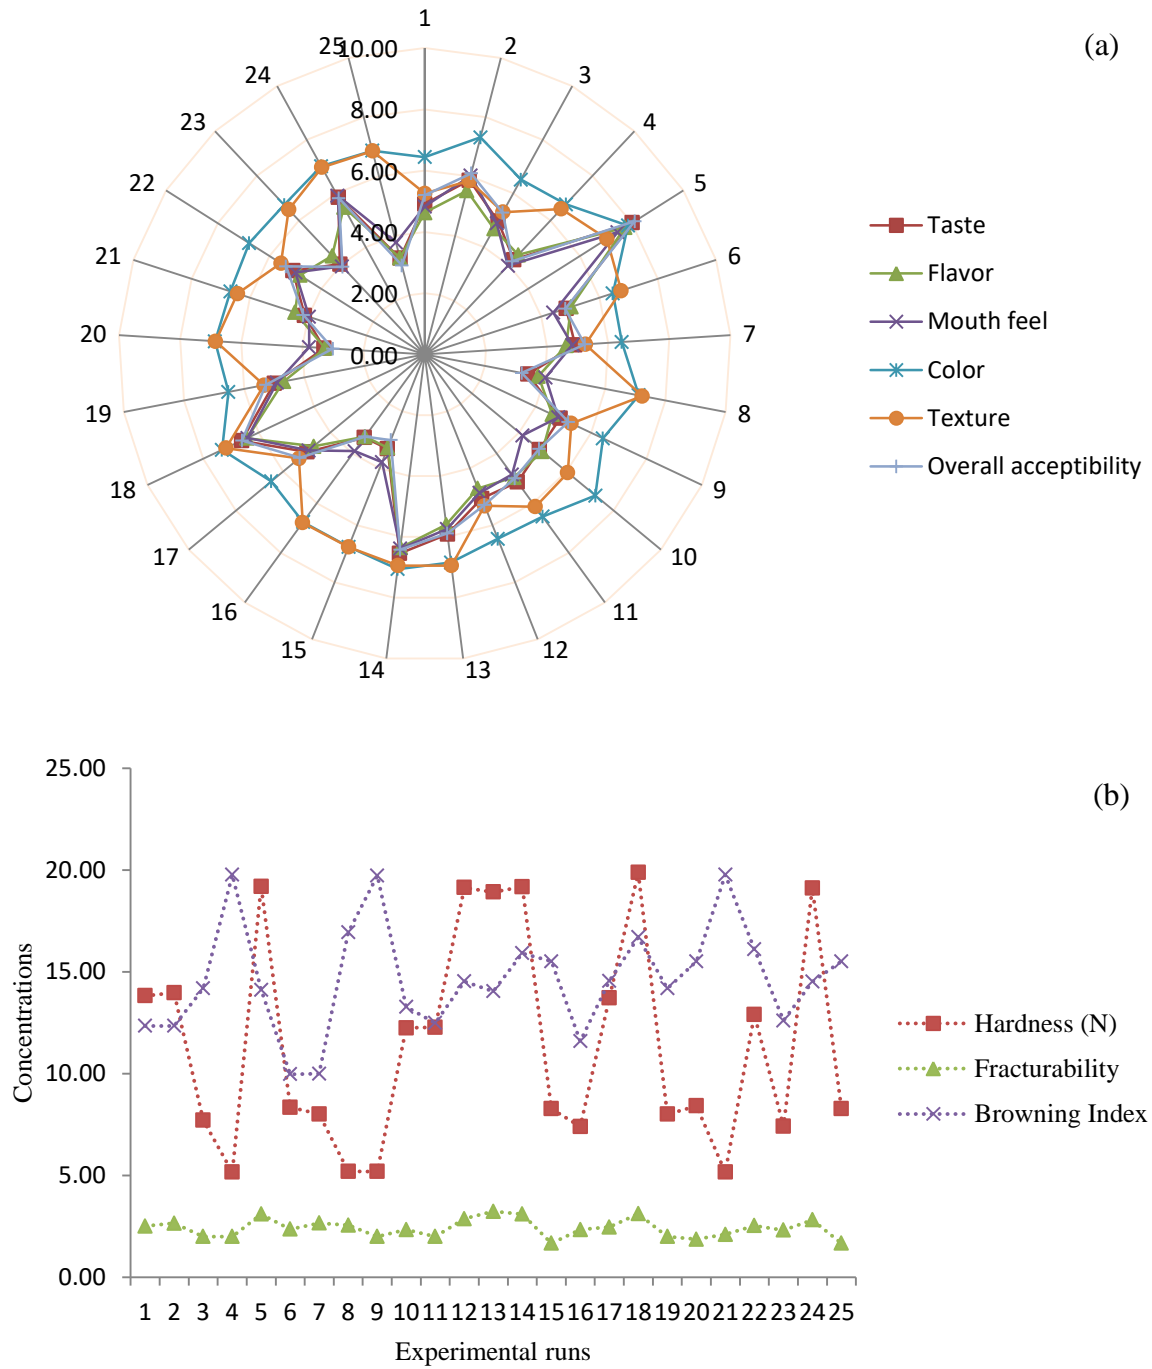 1
2
3
4
5
6
7
8
9
10
11
12
13
14
15
16
17
18
19
20
21
22
23
24
25
10.00
8.00
6.00
4.00
2.00
0.00
(a)
Taste
Flavor
Mouth feel
Color
Texture
Overall acceptibility
(b)
25.00
20.00
15.00
10.00
5.00
0.00
Concentrations
1 2 3 4 5 6 7 8 9 10 11 12 13 14 15 16 17 18 19 20 21 22 23 24 25
Experimental runs
Hardness (N)
Fracturability
Browning Index